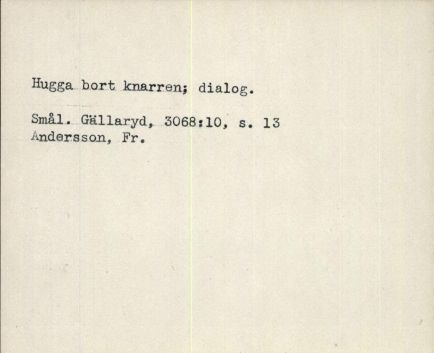 Hugga bort knarren; dialog.
Smål. Gällaryd, 3068:10, s. 13
Andersson, Fr.